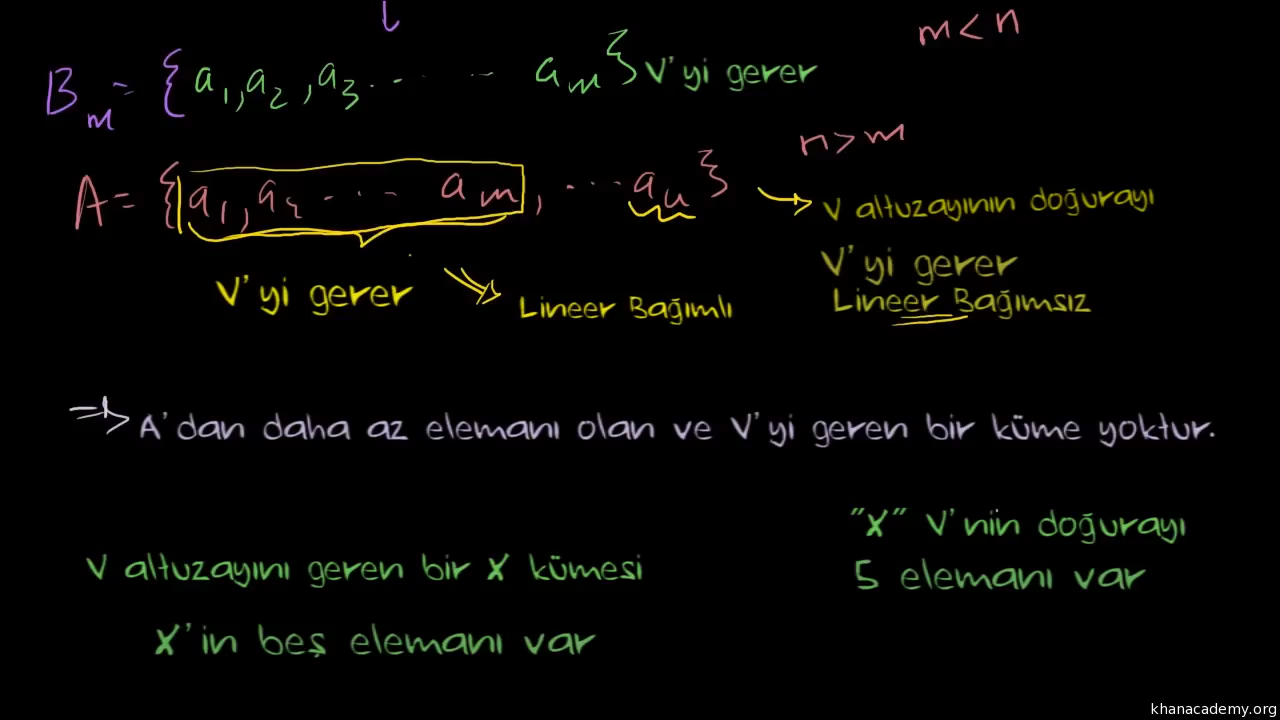 m < n
Bm = { a1, a2, a3 ..... am } V'yi gerer
n > m
A = { a1, a2 ... am, ... an }
V altuzayının doğurayı
V'yi gerer
V'yi gerer
Lineer Bağımlı
Lineer Bağımsız
⇒ A'dan daha az elemanı olan ve V'yi geren bir küme yoktur.
"X" V'nin doğurayı
V altuzayını geren bir X kümesi
5 elemanı var
X'in beş elemanı var
khanacademy.org